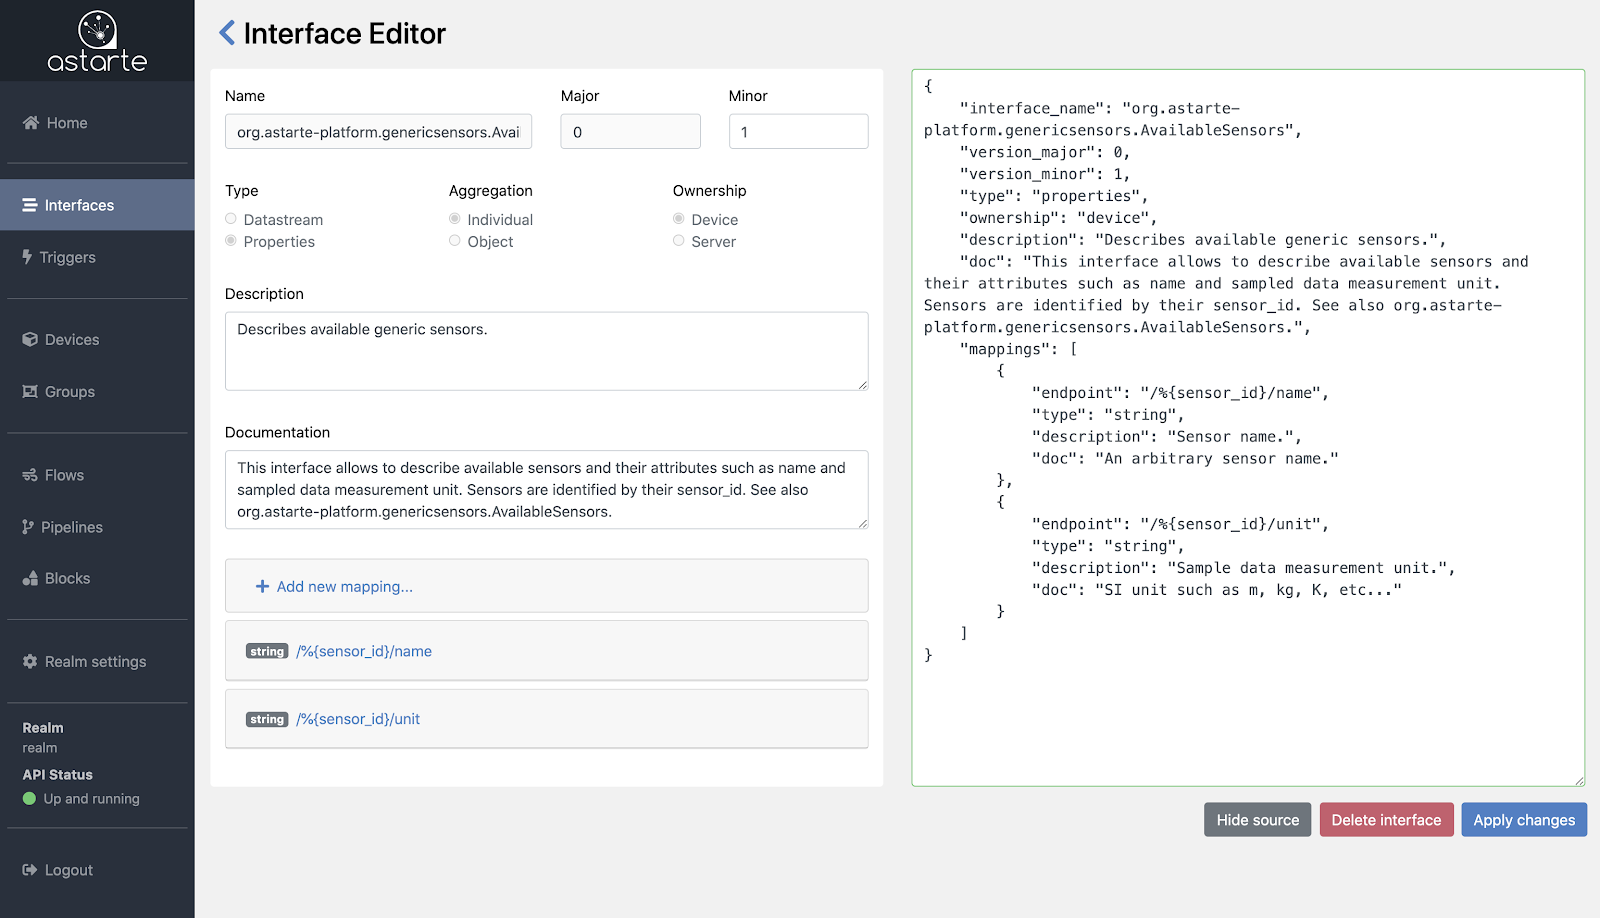 astarte
Home
Interfaces
Triggers
Devices
Groups
Flows
Pipelines
Blocks
Realm settings
Realm
realm
API Status
Up and running
Logout
Interface Editor
Name
Major
Minor
org.astarte-platform.genericsensors.Avai
0
1
Type
Aggregation
Ownership
Datastream
Individual
Device
Properties
Object
Server
Description
Describes available generic sensors.
Documentation
This interface allows to describe available sensors and their attributes such as name and
sampled data measurement unit. Sensors are identified by their sensor_id. See also
org.astarte-platform.genericsensors.AvailableSensors.
Add new mapping...
string /%{sensor_id}/name
string /%{sensor_id}/unit
{
"interface_name": "org.astarte-
platform.genericsensors.AvailableSensors",
"version_major": 0,
"version_minor": 1,
"type": "properties",
"ownership": "device",
"description": "Describes available generic sensors.",
"doc": "This interface allows to describe available sensors and
their attributes such as name and sampled data measurement unit.
Sensors are identified by their sensor_id. See also org.astarte-
platform.genericsensors.AvailableSensors.",
"mappings": [
{
"endpoint": "/%{sensor_id}/name",
"type": "string",
"description": "Sensor name.",
"doc": "An arbitrary sensor name."
},
{
"endpoint": "/%{sensor_id}/unit",
"type": "string",
"description": "Sample data measurement unit.",
"doc": "SI unit such as m, kg, K, etc..."
}
]
}
Hide source
Delete interface
Apply changes